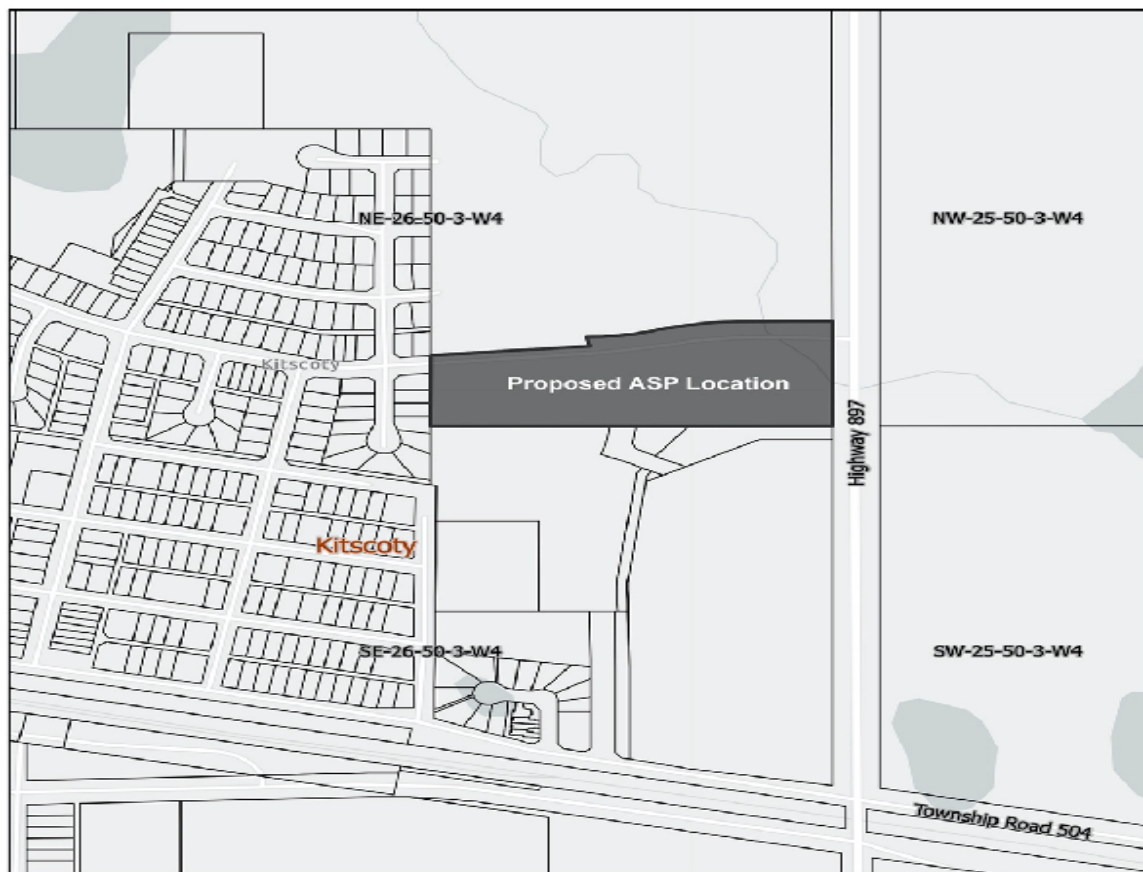 NE-26-50-3-W4
NW-25-50-3-W4
Kitscoty
Proposed ASP Location
Highway 897
Kitscoty
SE-26-50-3-W4
SW-25-50-3-W4
Township Road 504